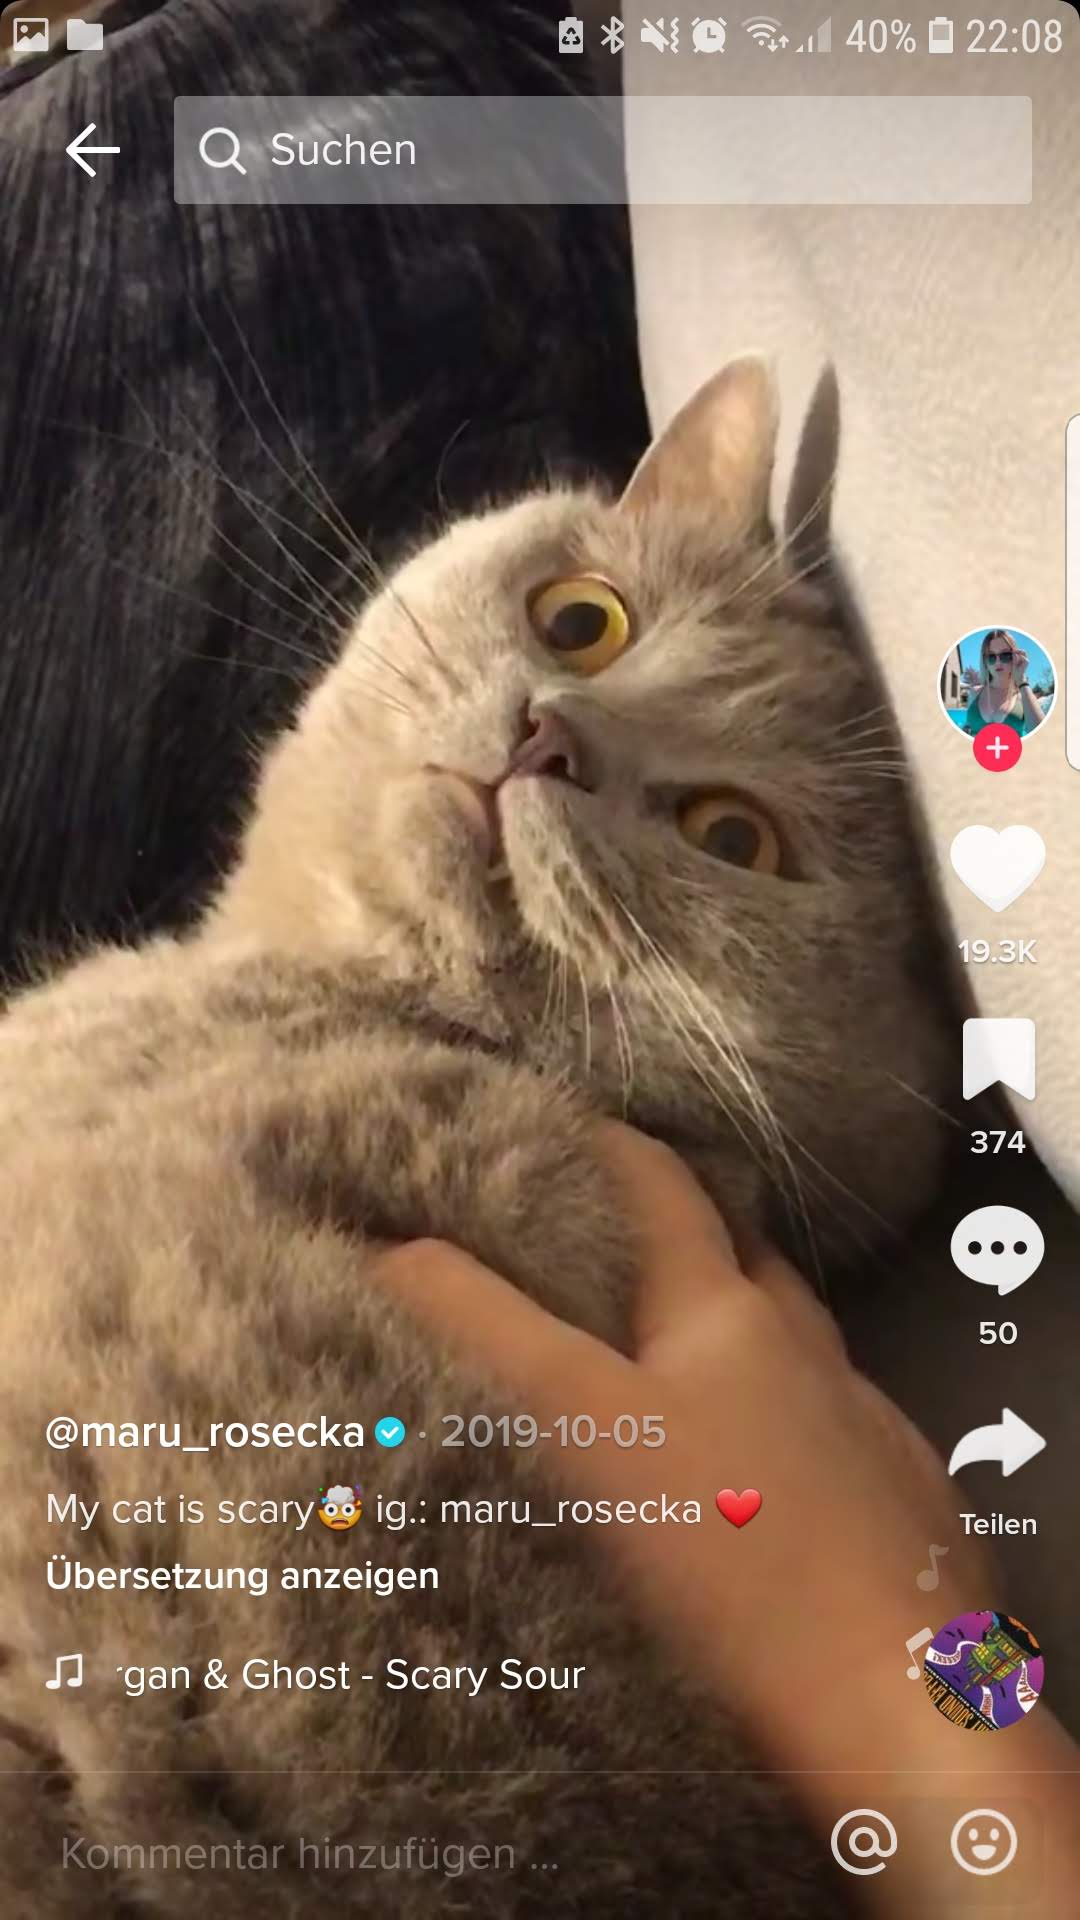 40% 22:08
Suchen
19.3K
374
50
@maru_rosecka · 2019-10-05
My cat is scary🤯 ig.: maru_rosecka ❤️
Teilen
Übersetzung anzeigen
rgan & Ghost - Scary Sour
Kommentar hinzufügen ...